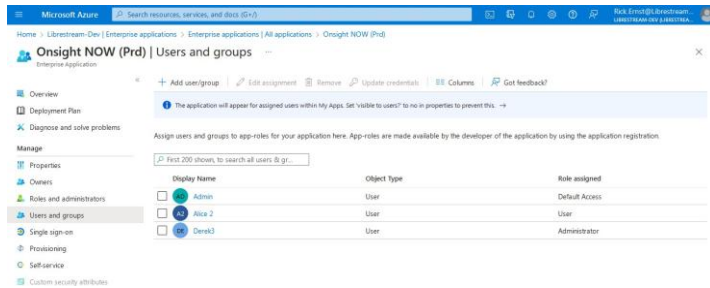 Microsoft Azure
Search resources, services, and docs (G+/)
Rick.Ernst@Librestream...
Home > Librestream-Dev | Enterprise applications > Enterprise applications | All applications > Onsight NOW (Prd)
Onsight NOW (Prd) | Users and groups ...
Enterprise Application
Overview
Deployment Plan
Diagnose and solve problems
Manage
Properties
Owners
Roles and administrators
Users and groups
Single sign-on
Provisioning
Self-service
Custom security attributes
+ Add user/group
Edit assignment
Remove
Update credentials
Columns
Got feedback?
The application will appear for assigned users within My Apps. Set 'visible to users?' to no in properties to prevent this. →
Assign users and groups to app-roles for your application here. App-roles are made available by the developer of the application by using the application registration.
First 200 shown, to search all users & gr...
Display Name Object Type Role assigned
AD Admin User Default Access
A2 Alice 2 User User
DE Derek3 User Administrator